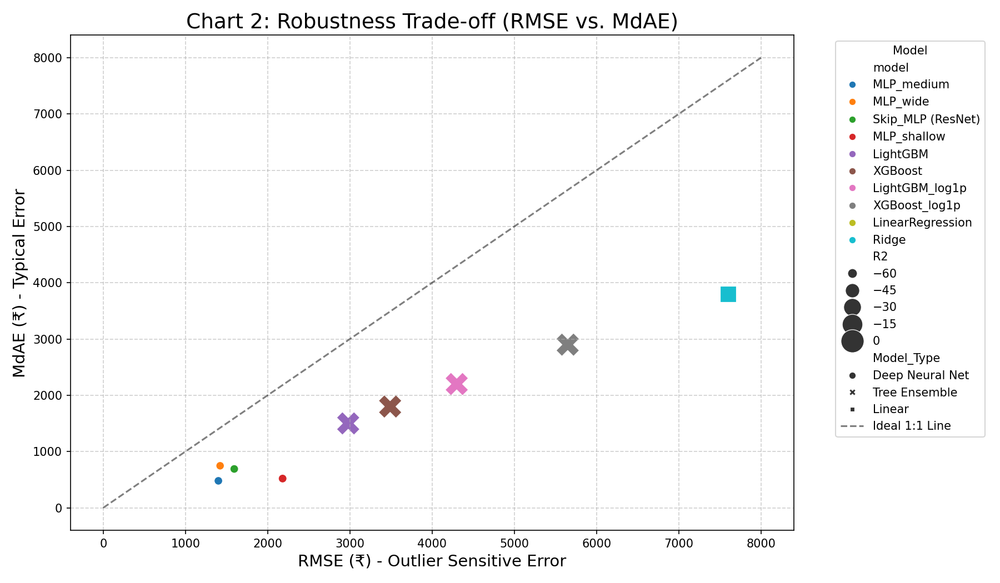 Chart 2: Robustness Trade-off (RMSE vs. MdAE)
MdAE (₹) - Typical Error
8000
7000
6000
5000
4000
3000
2000
1000
0
0 1000 2000 3000 4000 5000 6000 7000 8000
RMSE (₹) - Outlier Sensitive Error
Model
model
MLP_medium
MLP_wide
Skip_MLP (ResNet)
MLP_shallow
LightGBM
XGBoost
LightGBM_log1p
XGBoost_log1p
LinearRegression
Ridge
R2
−60
−45
−30
−15
0
Model_Type
Deep Neural Net
Tree Ensemble
Linear
Ideal 1:1 Line